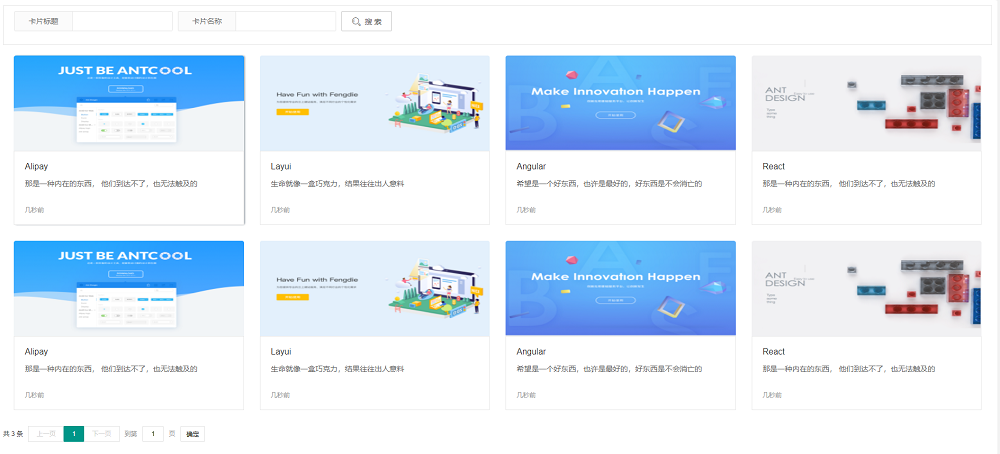 卡片标题
卡片名称
搜 索
JUST BE ANTCOOL
Have Fun with Fengdie
Make Innovation Happen
ANT
DESIGN
Alipay
那是一种内在的东西， 他们到达不了，也无法触及的
几秒前
Layui
生命就像一盒巧克力，结果往往出人意料
几秒前
Angular
希望是一个好东西，也许是最好的，好东西是不会消亡的
几秒前
React
那是一种内在的东西， 他们到达不了，也无法触及的
几秒前
JUST BE ANTCOOL
Have Fun with Fengdie
Make Innovation Happen
ANT
DESIGN
Alipay
那是一种内在的东西， 他们到达不了，也无法触及的
几秒前
Layui
生命就像一盒巧克力，结果往往出人意料
几秒前
Angular
希望是一个好东西，也许是最好的，好东西是不会消亡的
几秒前
React
那是一种内在的东西， 他们到达不了，也无法触及的
几秒前
共 3 条 上一页 1 下一页 到第 1 页 确定